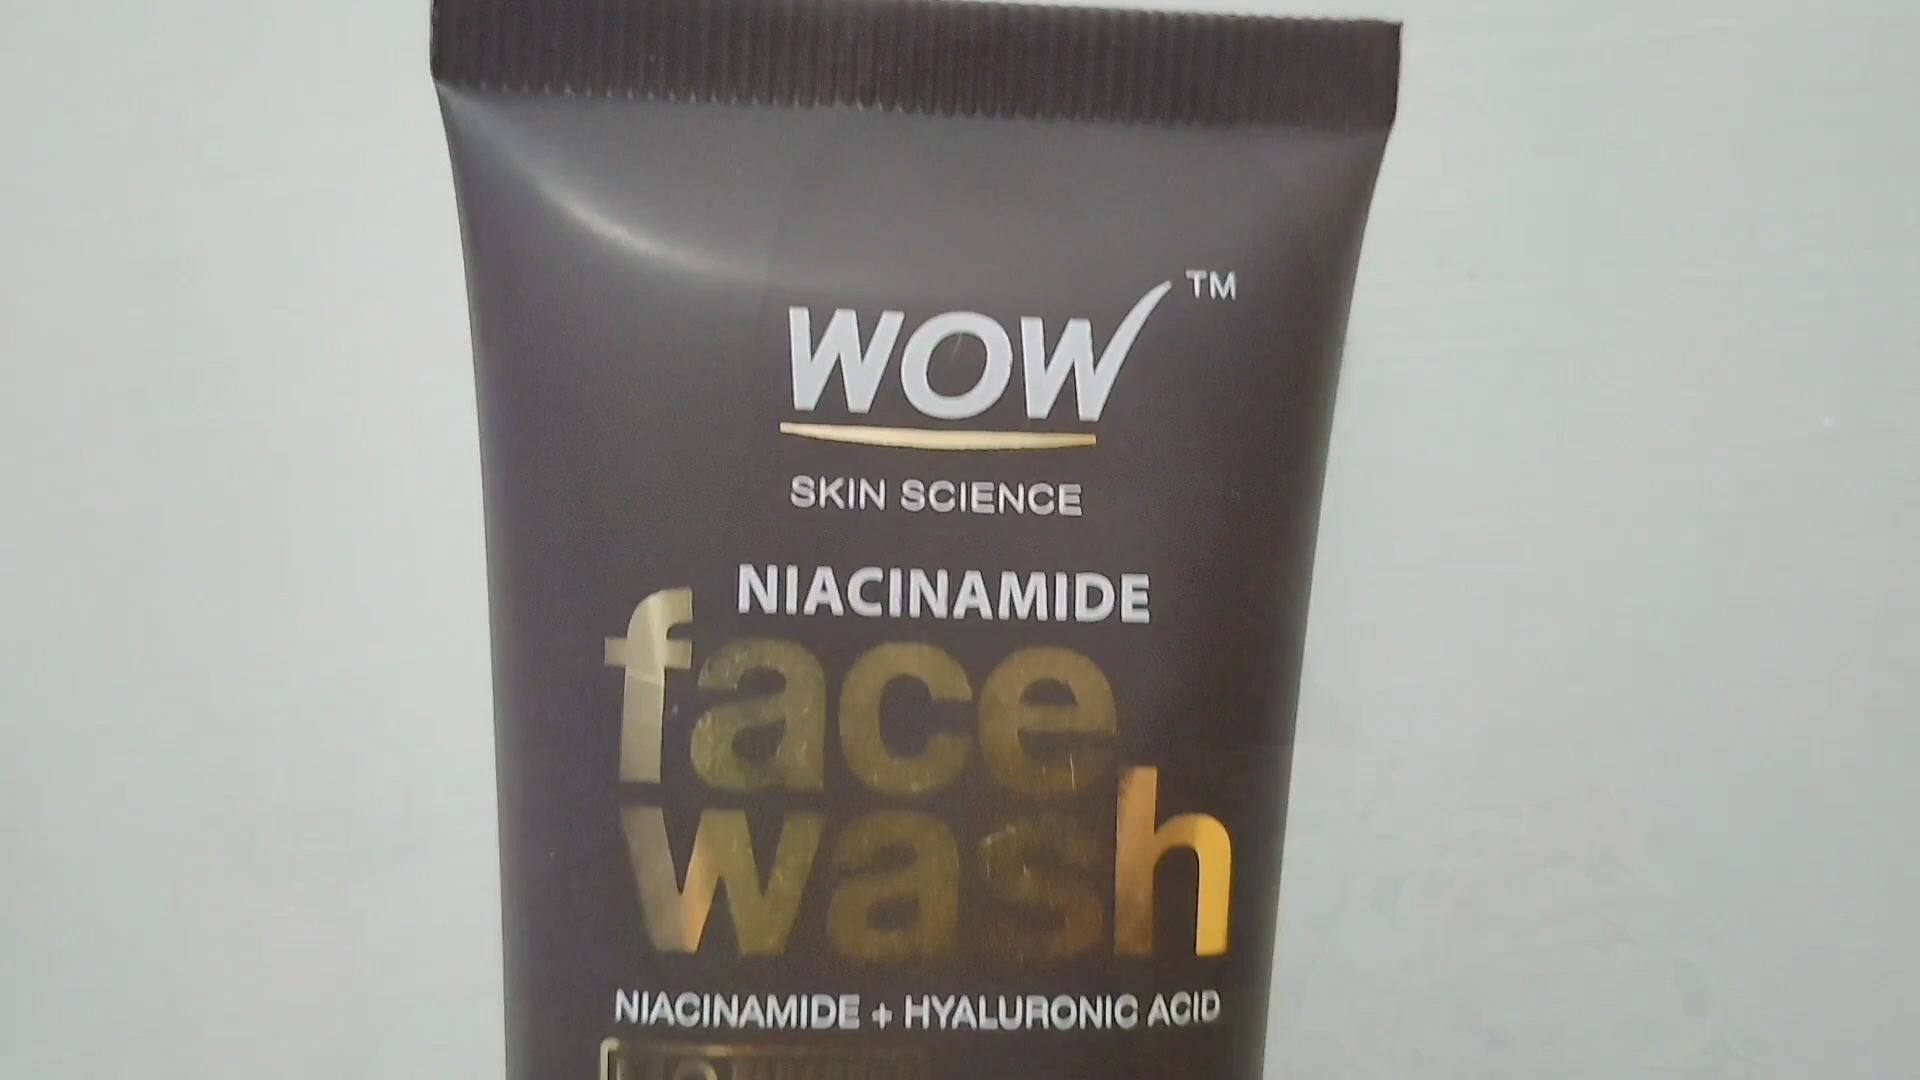 WOW™
SKIN SCIENCE
NIACINAMIDE
face
wash
NIACINAMIDE + HYALURONIC ACID